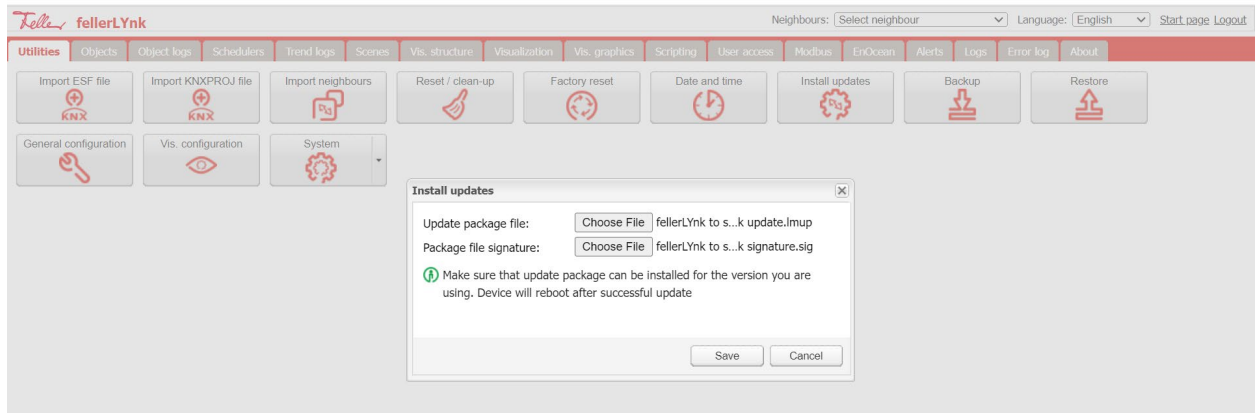 Feller fellerLYnk Neighbours: Select neighbour Language: English Start page Logout
Utilities Objects Object logs Schedulers Trend logs Scenes Vis. structure Visualization Vis. graphics Scripting User access Modbus EnOcean Alerts Logs Error log About
Import ESF file Import KNXPROJ file Import neighbours Reset / clean-up Factory reset Date and time Install updates Backup Restore
KNX KNX
General configuration Vis. configuration System
Install updates
Update package file: Choose File fellerLYnk to s...k update.lmup
Package file signature: Choose File fellerLYnk to s...k signature.sig
Make sure that update package can be installed for the version you are
using. Device will reboot after successful update
Save Cancel